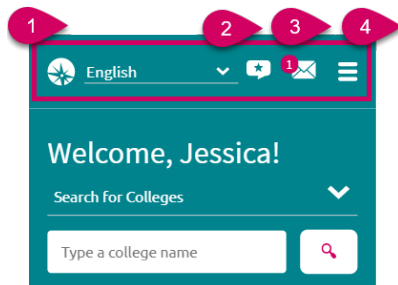 1 2 3 4
English 1
Welcome, Jessica!
Search for Colleges
Type a college name